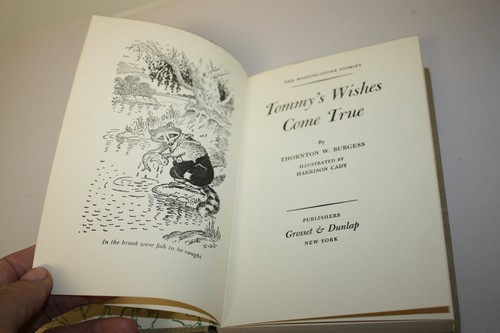 In the brook were fish to be caught
THE WISHING-STONE STORIES
Tommy's Wishes
Come True
By
THORNTON W. BURGESS
ILLUSTRATED BY
HARRISON CADY
PUBLISHERS
Grosset & Dunlap
NEW YORK